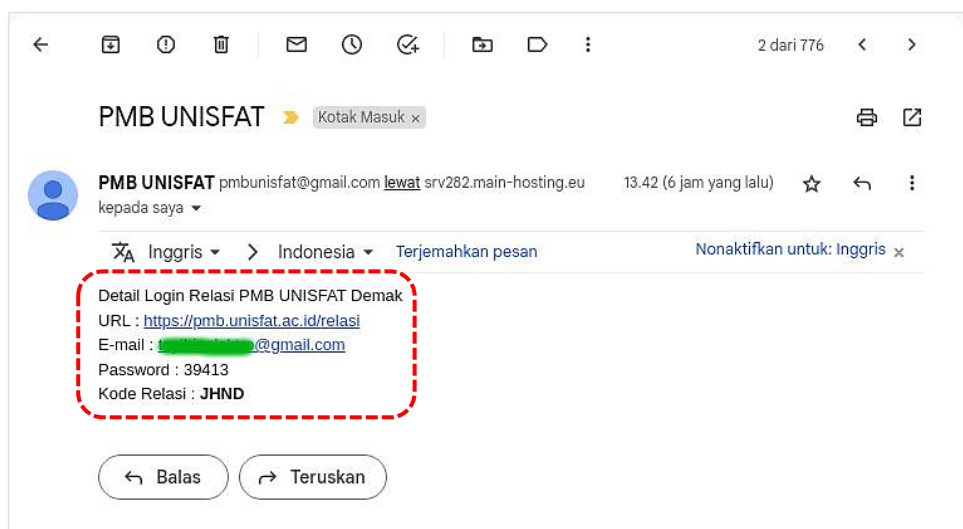 2 dari 776
PMB UNISFAT Kotak Masuk ×
PMB UNISFAT pmbunisfat@gmail.com lewat srv282.main-hosting.eu 13.42 (6 jam yang lalu)
kepada saya
Inggris > Indonesia Terjemahkan pesan Nonaktifkan untuk: Inggris ×
Detail Login Relasi PMB UNISFAT Demak
URL : https://pmb.unisfat.ac.id/relasi
E-mail : @gmail.com
Password : 39413
Kode Relasi : JHND
Balas Teruskan